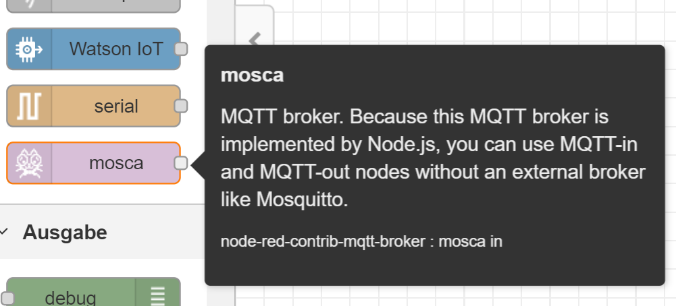 Watson IoT
serial
mosca
Ausgabe
debug
mosca
MQTT broker. Because this MQTT broker is
implemented by Node.js, you can use MQTT-in
and MQTT-out nodes without an external broker
like Mosquitto.
node-red-contrib-mqtt-broker : mosca in